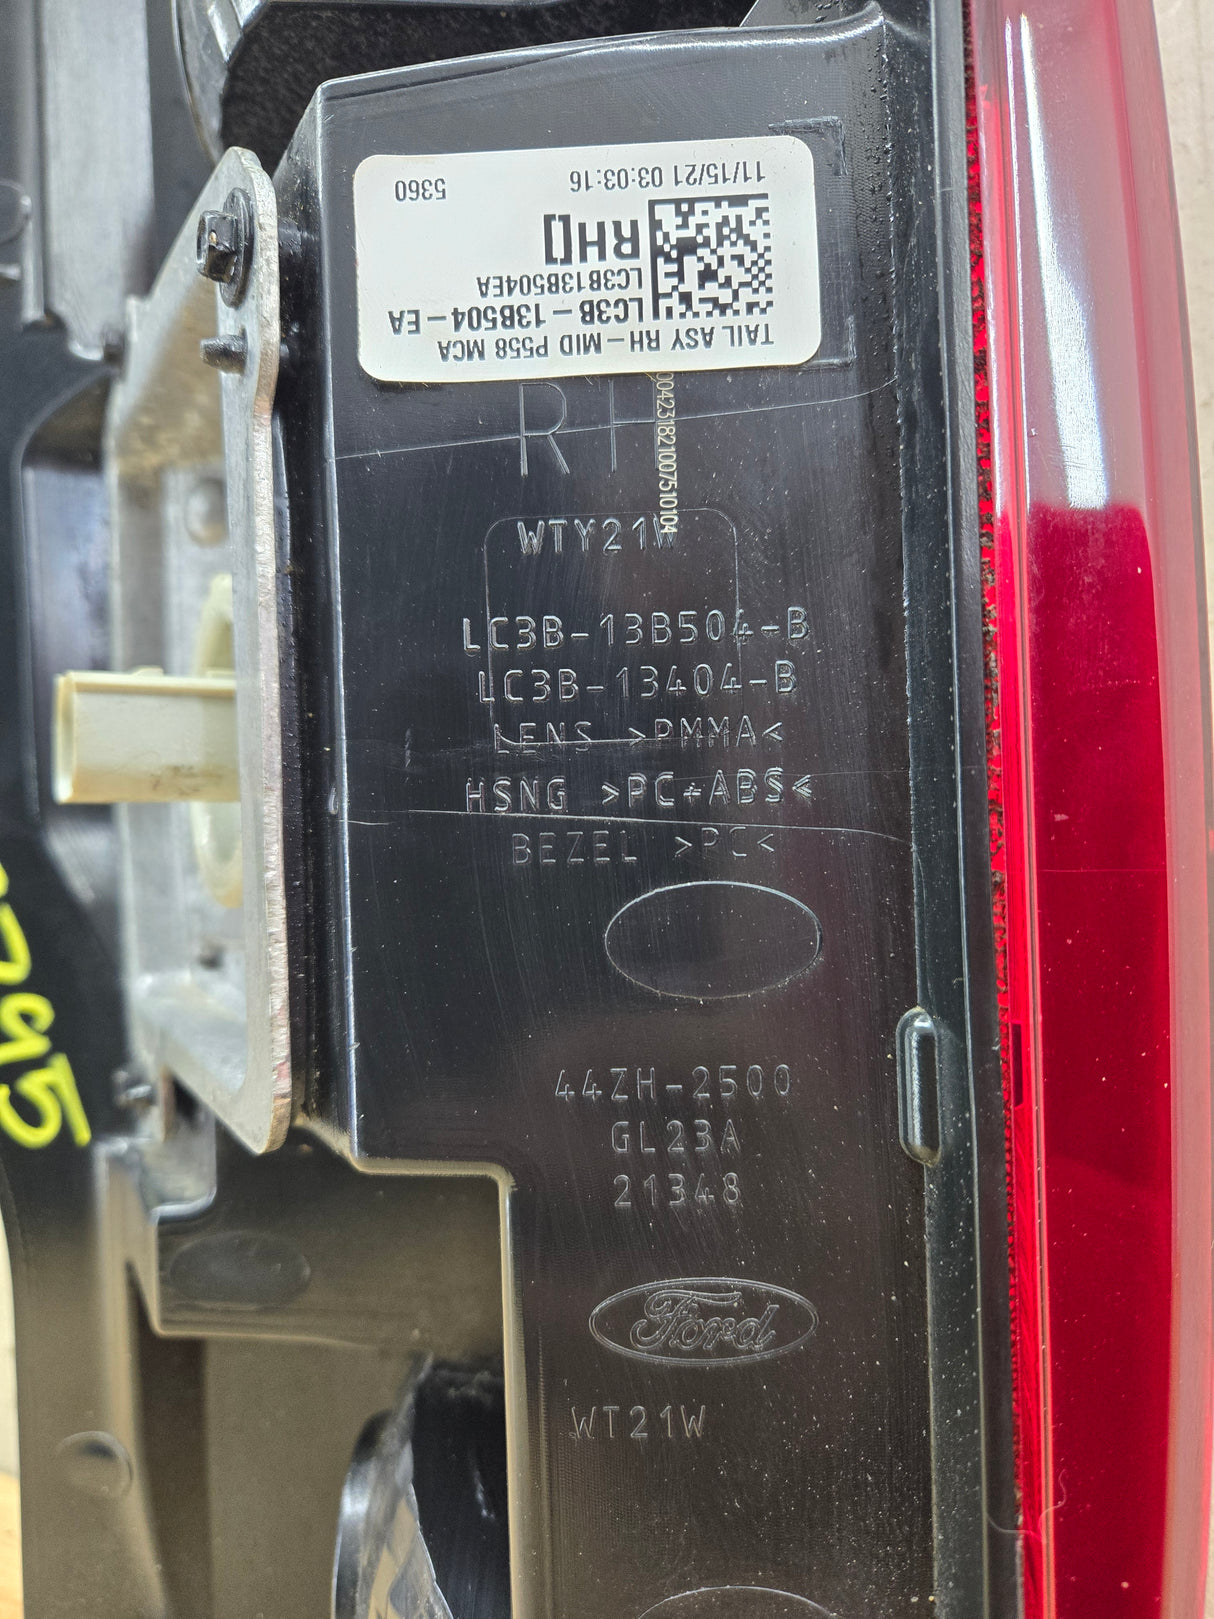 TAIL ASY RH-MID P558 MCA
LC3B-13B504-EA
LC3B13B504EA
RH[]
11/15/21 03:03:16 5360
RH
WTY21W
LC3B-13B504-B
LC3B-13404-B
LENS >PMMA<
HSNG >PC+ABS<
BEZEL >PC<
44ZH-2500
GL23A
21348
Ford
WT21W